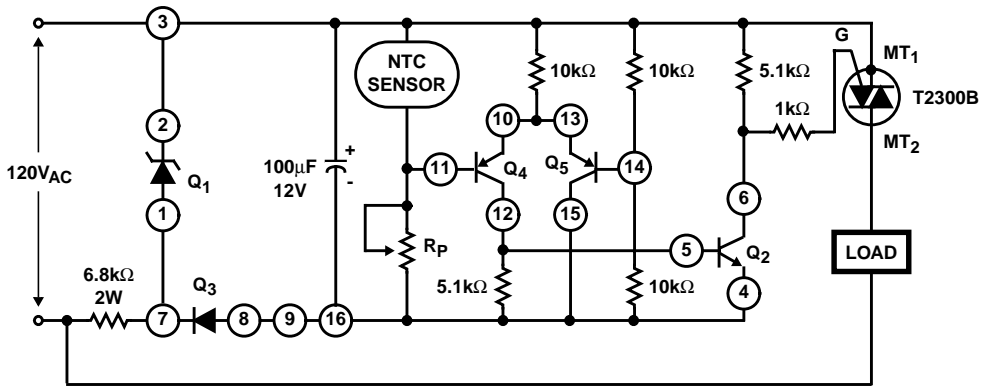 120VAC
3
2
Q1
1
6.8kΩ
2W
7
Q3
8
9
16
100μF
12V
+
-
NTC
SENSOR
11
RP
10kΩ
10
13
Q4
Q5
12
15
5.1kΩ
10kΩ
14
10kΩ
5.1kΩ
1kΩ
6
5
Q2
4
G
MT1
T2300B
MT2
LOAD